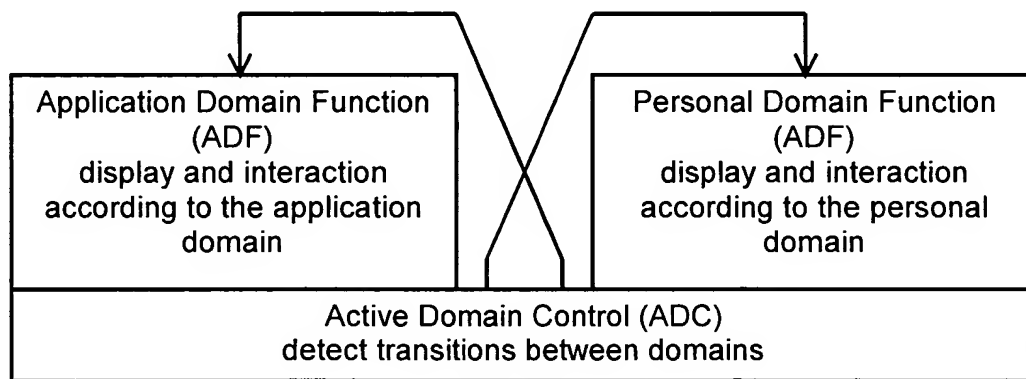 Application Domain Function
(ADF)
display and interaction
according to the application
domain
Personal Domain Function
(ADF)
display and interaction
according to the personal
domain
Active Domain Control (ADC)
detect transitions between domains